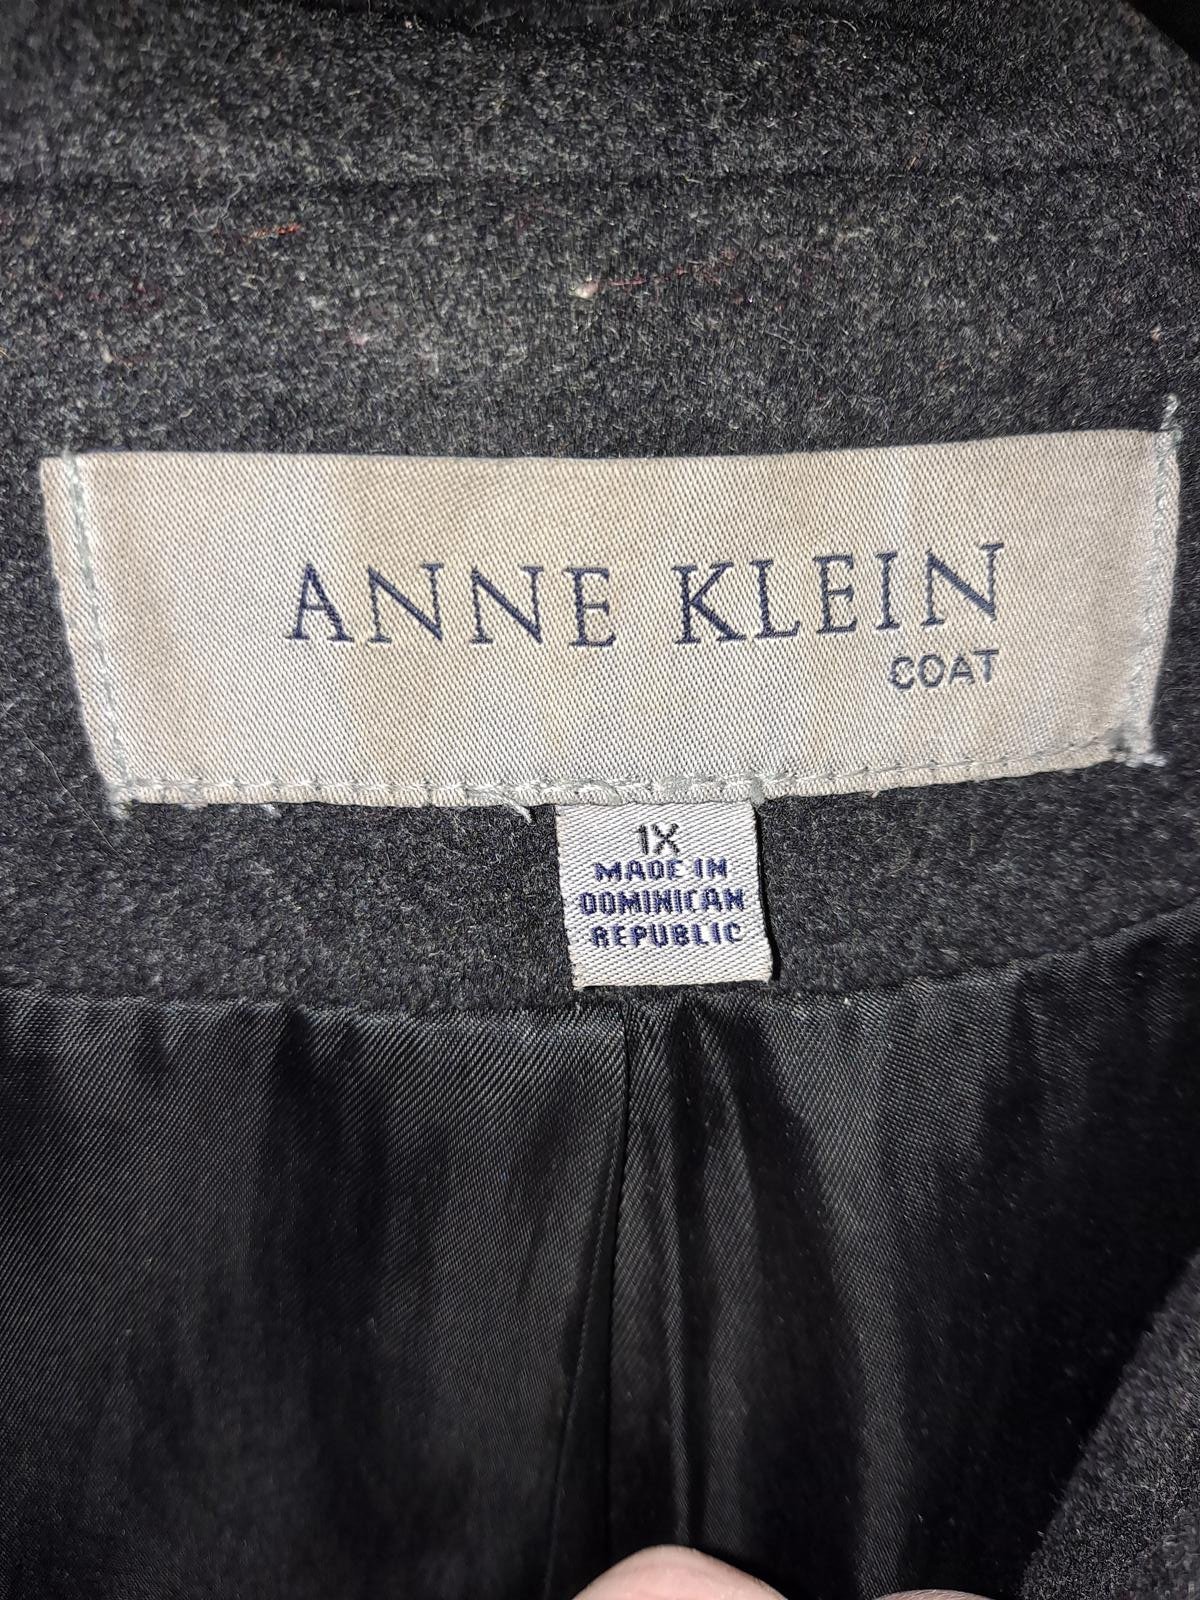 ANNE KLEIN
COAT
1X
MADE IN
DOMINICAN
REPUBLIC